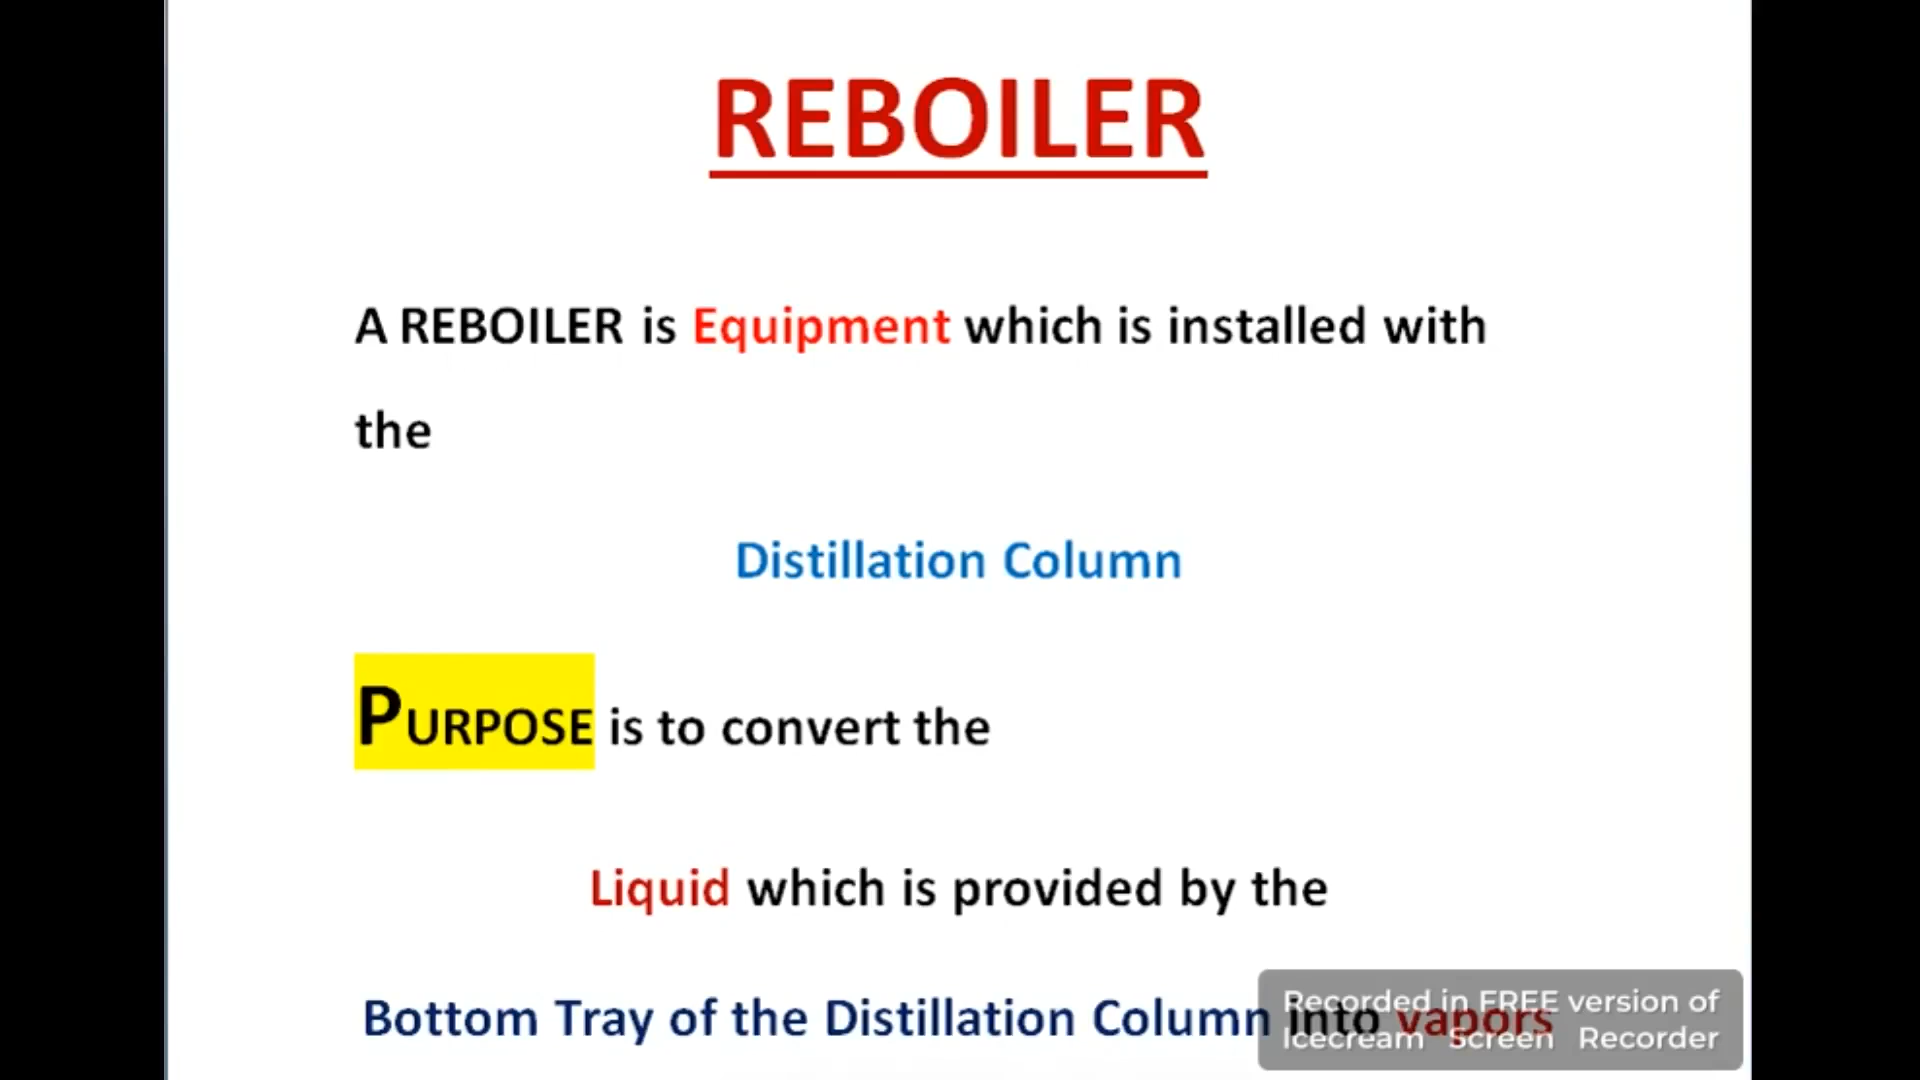 REBOILER
A REBOILER is Equipment which is installed with
the
Distillation Column
PURPOSE is to convert the
Liquid which is provided by the
Bottom Tray of the Distillation Column into vapors
Recorded in FREE version of
Icecream Screen Recorder